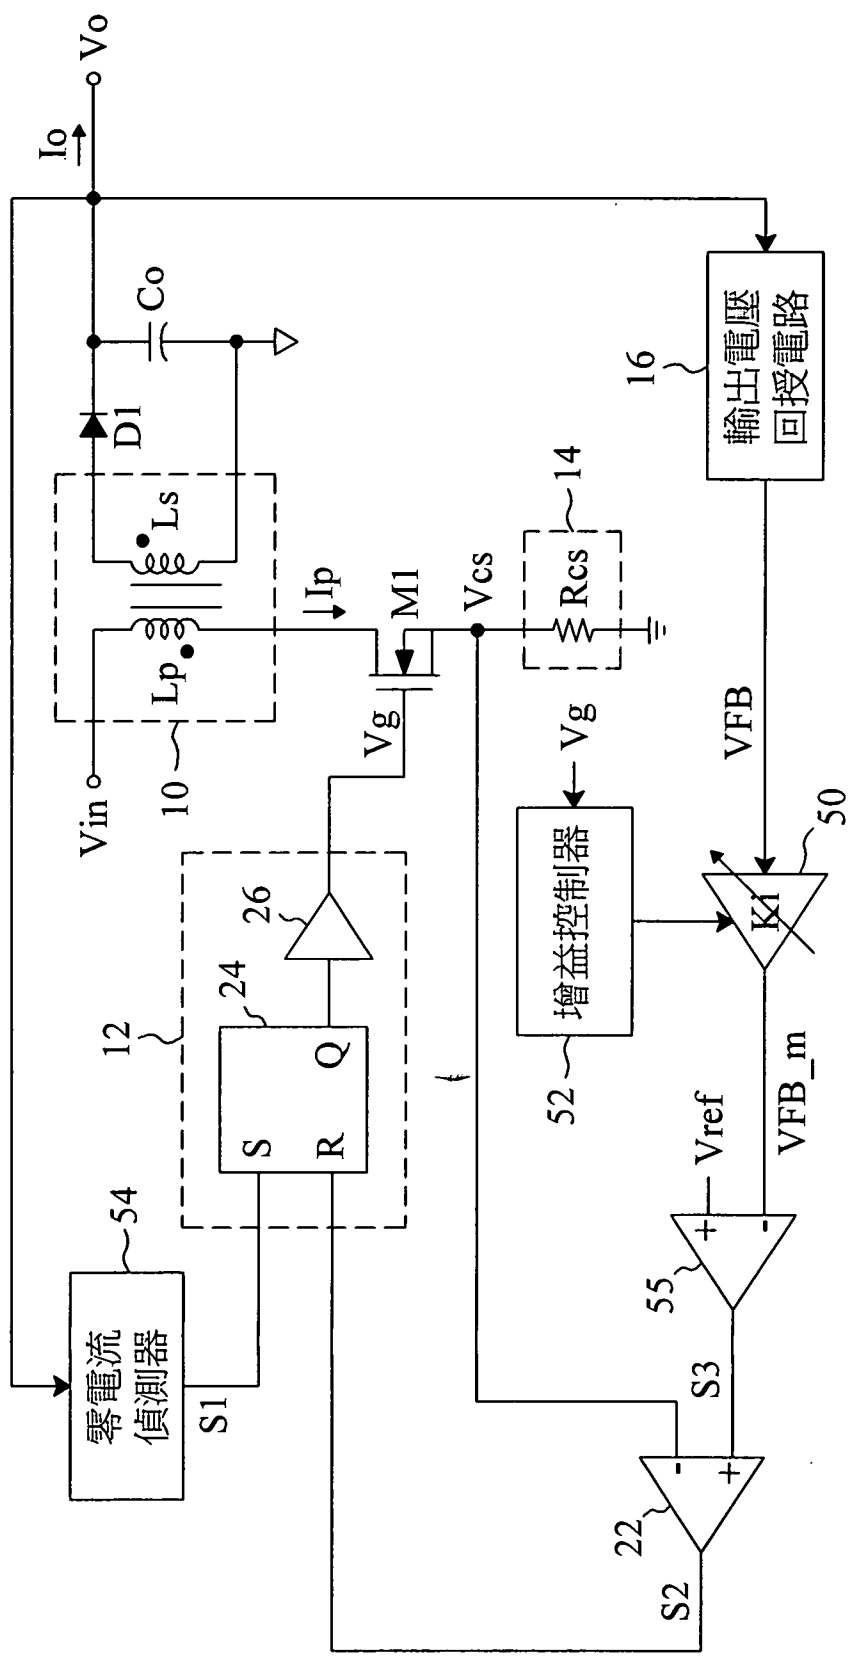 零電流
偵測器
54
S1
12
S
R
Q
24
26
Vin
10
Lp
Ls
D1
Co
Io
Vo
Ip
Vg
M1
Vcs
14
Rcs
Vg
增益控制器
52
16
輸出電壓
回授電路
VFB
Ki
50
VFB_m
Vref
+
-
55
S3
-
+
22
S2